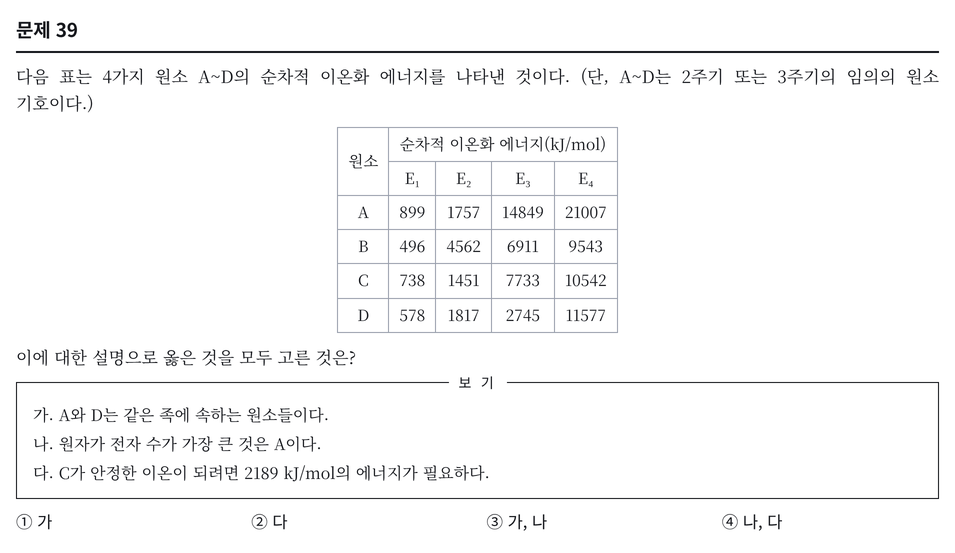 문제 39
다음 표는 4가지 원소 A~D의 순차적 이온화 에너지를 나타낸 것이다. (단, A~D는 2주기 또는 3주기의 임의의 원소
기호이다.)
원소 순차적 이온화 에너지(kJ/mol)
E₁ E₂ E₃ E₄
A 899 1757 14849 21007
B 496 4562 6911 9543
C 738 1451 7733 10542
D 578 1817 2745 11577
이에 대한 설명으로 옳은 것을 모두 고른 것은?
보 기
가. A와 D는 같은 족에 속하는 원소들이다.
나. 원자가 전자 수가 가장 큰 것은 A이다.
다. C가 안정한 이온이 되려면 2189 kJ/mol의 에너지가 필요하다.
① 가 ② 다 ③ 가, 나 ④ 나, 다